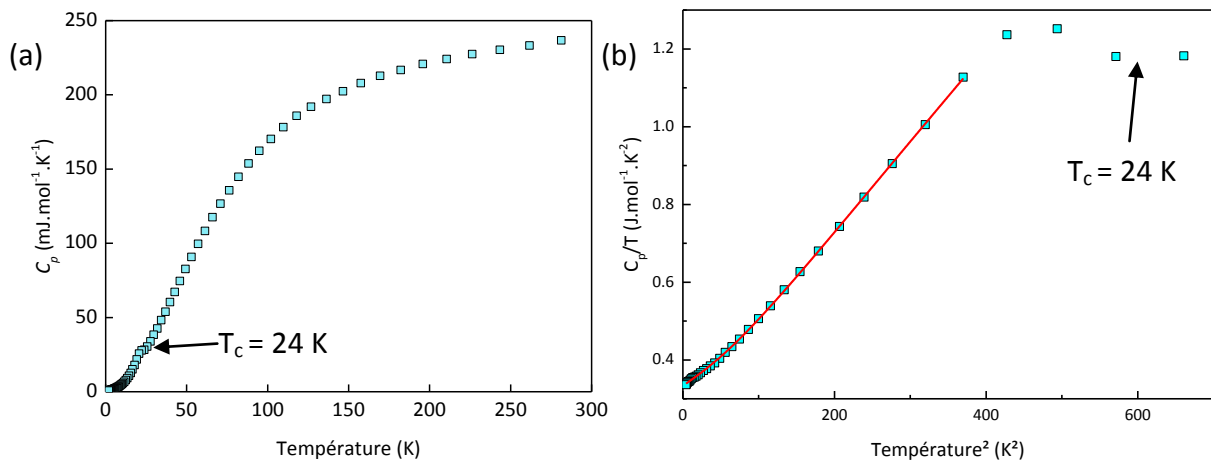 (a)
250
200
150
100
50
0
C_p (mJ.mol⁻¹.K⁻¹)
T_c = 24 K
0 50 100 150 200 250 300
Température (K)
(b)
1.2
1.0
0.8
0.6
0.4
C_p/T (J.mol⁻¹.K⁻²)
T_c = 24 K
0 200 400 600
Température² (K²)